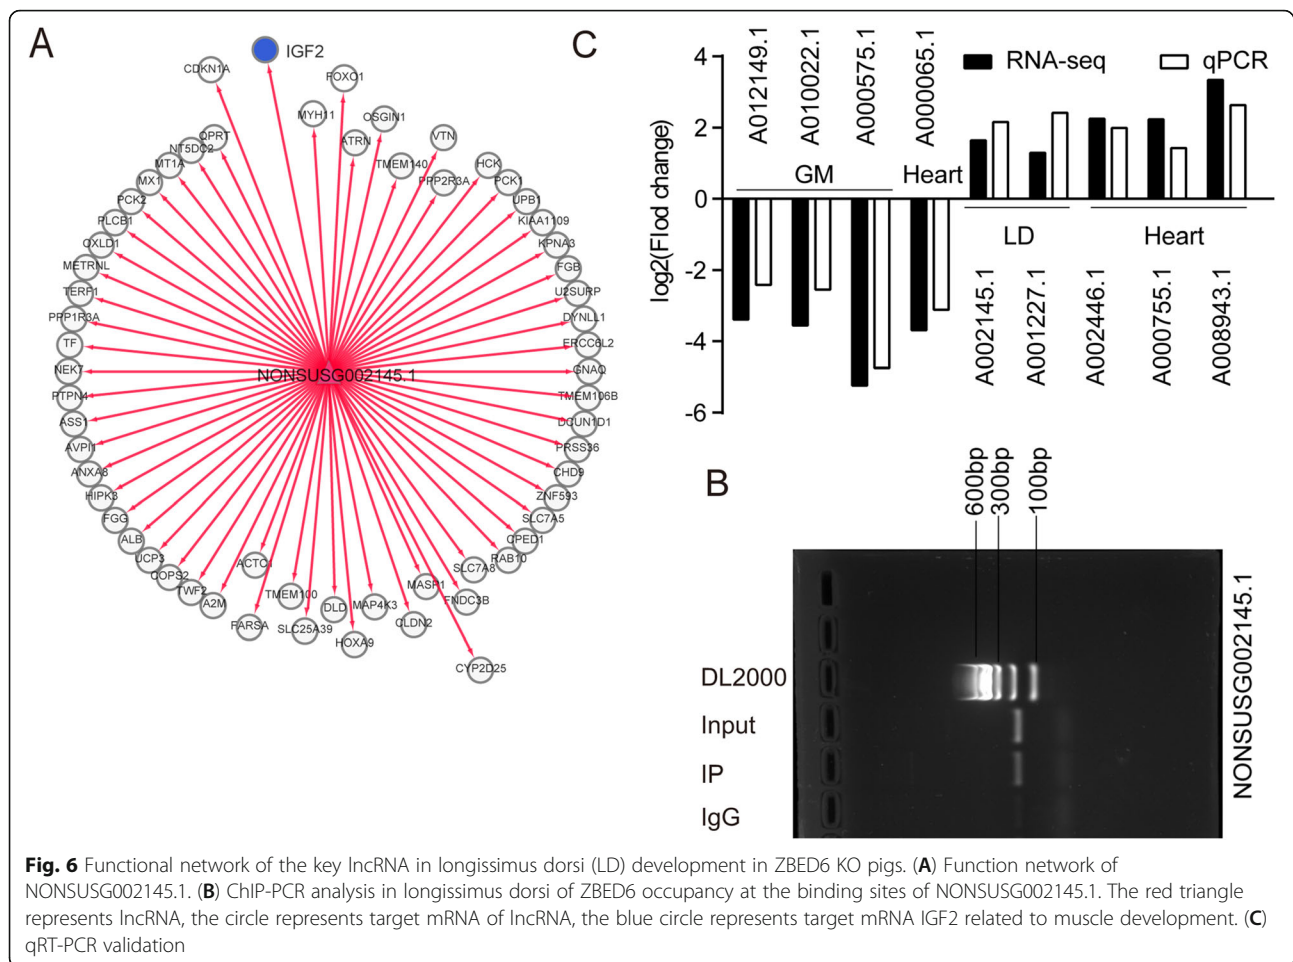 A
IGF2
CDKN1A
FOXO1
MYH11
OSGIN1
ATRN
VTN
QPRT
NT5DC2
TMEM140
HCK
MT1A
PPP2R3A
PCK1
MX1
UPB1
PCK2
PLCB1
KIAA1109
OXLD1
KPNA3
METRNL
FGB
TERF1
U2SURP
PPP1R3A
DYNLL1
TF
ERCC6L2
NEK7
NONSUSG002145.1
GNAQ
PTPN4
TMEM106B
ASS1
DCUN1D1
AVPI1
PRSS36
ANXA8
CHD9
HIPK3
ZNF593
FGG
SLC7A5
ALB
CPED1
UCP3
ACTC1
RAB10
COPS2
SLC7A8
TWF2
TMEM100
MASP1
A2M
DLD
MAP4K3
FNDC3B
FARSA
SLC25A39
CLDN2
HOXA9
CYP2D25
C
A012149.1
A010022.1
A000575.1
A000065.1
RNA-seq
qPCR
4
2
0
-2
-4
-6
log2(Flod change)
GM
Heart
LD
Heart
A002145.1
A001227.1
A002446.1
A000755.1
A008943.1
B
600bp
300bp
100bp
DL2000
Input
IP
IgG
NONSUSG002145.1
Fig. 6 Functional network of the key lncRNA in longissimus dorsi (LD) development in ZBED6 KO pigs. (A) Function network of
NONSUSG002145.1. (B) ChIP-PCR analysis in longissimus dorsi of ZBED6 occupancy at the binding sites of NONSUSG002145.1. The red triangle
represents lncRNA, the circle represents target mRNA of lncRNA, the blue circle represents target mRNA IGF2 related to muscle development. (C)
qRT-PCR validation